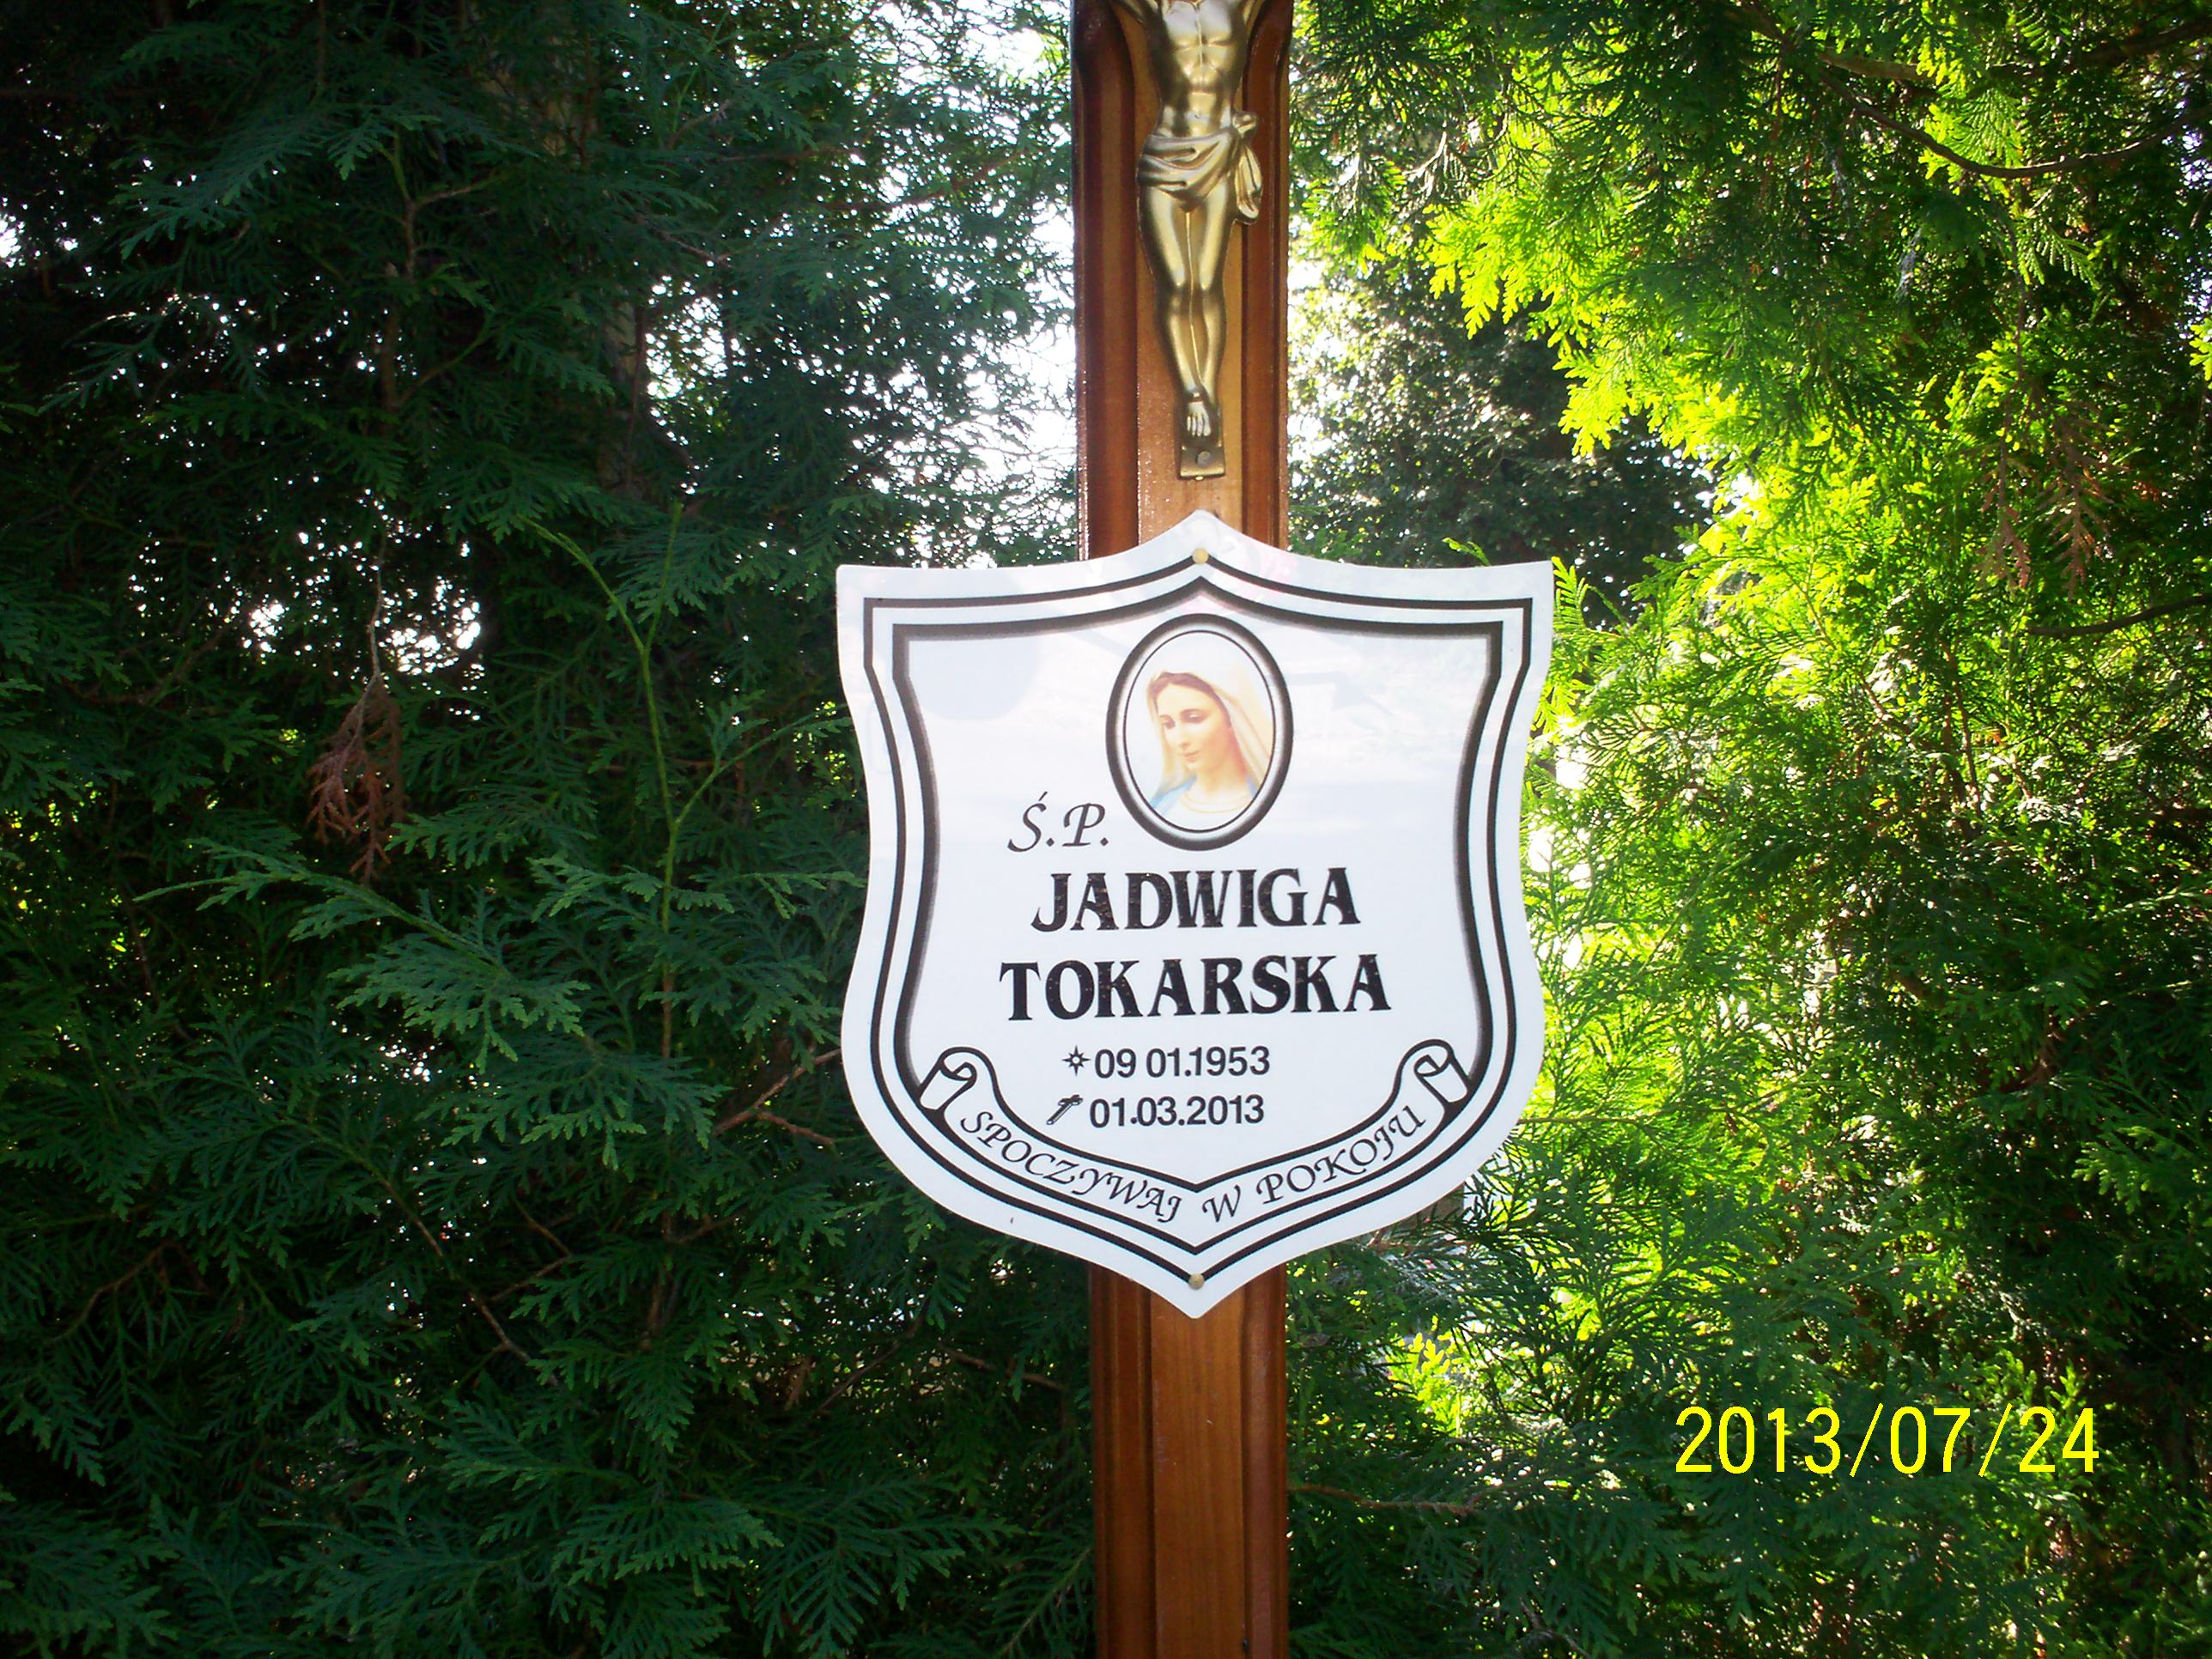 Ś.P.
JADWIGA
TOKARSKA
09 01.1953
01.03.2013
SPOCZYWAJ W POKOJU
2013/07/24